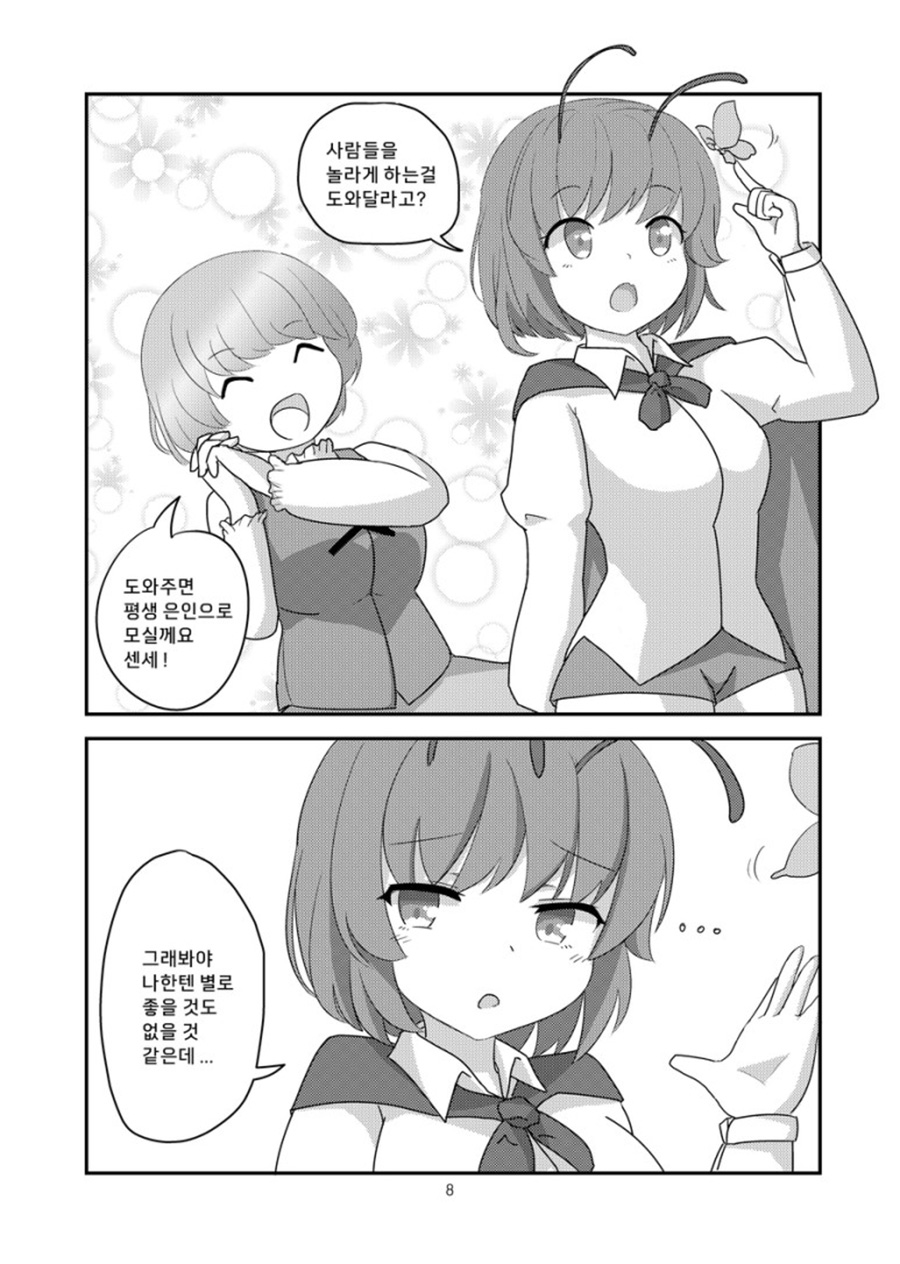 사람들을
놀라게 하는걸
도와달라고?
도와주면
평생 은인으로
모실께요
센세 !
그래봐야
나한텐 별로
좋을 것도
없을 것
같은데 ...
...
8